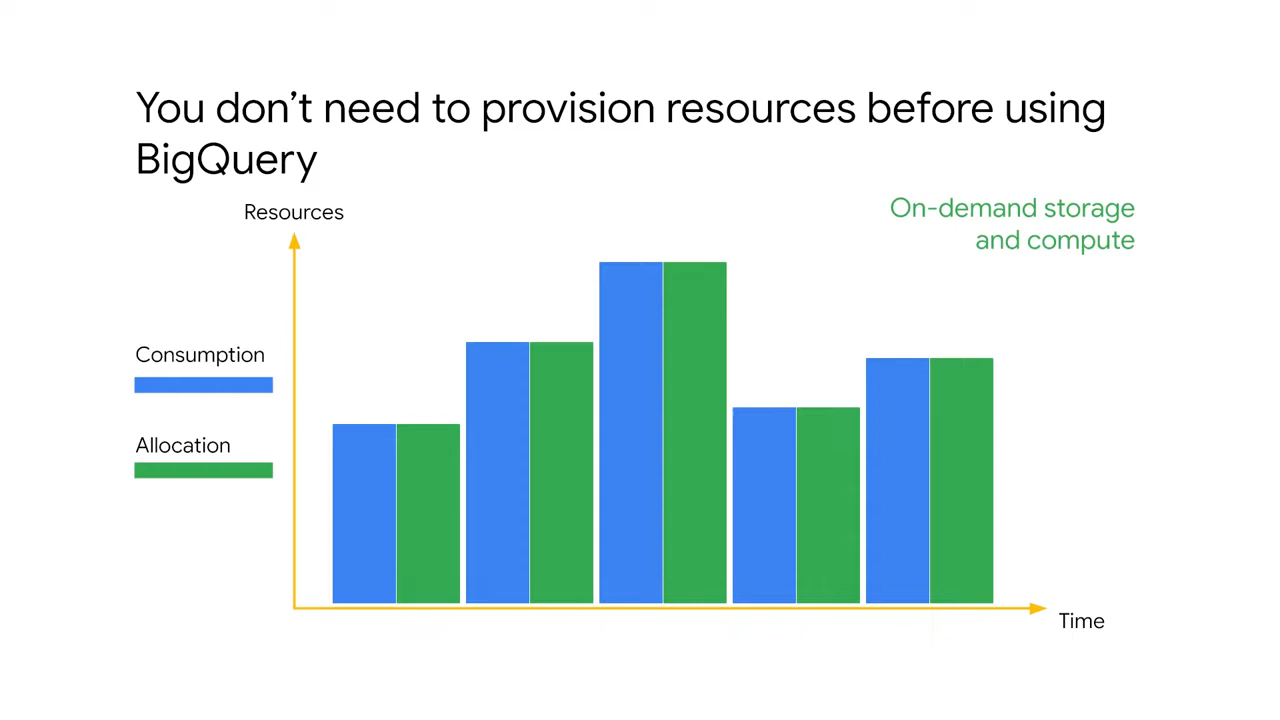 You don’t need to provision resources before using
BigQuery
Resources
On-demand storage
and compute
Consumption
Allocation
Time